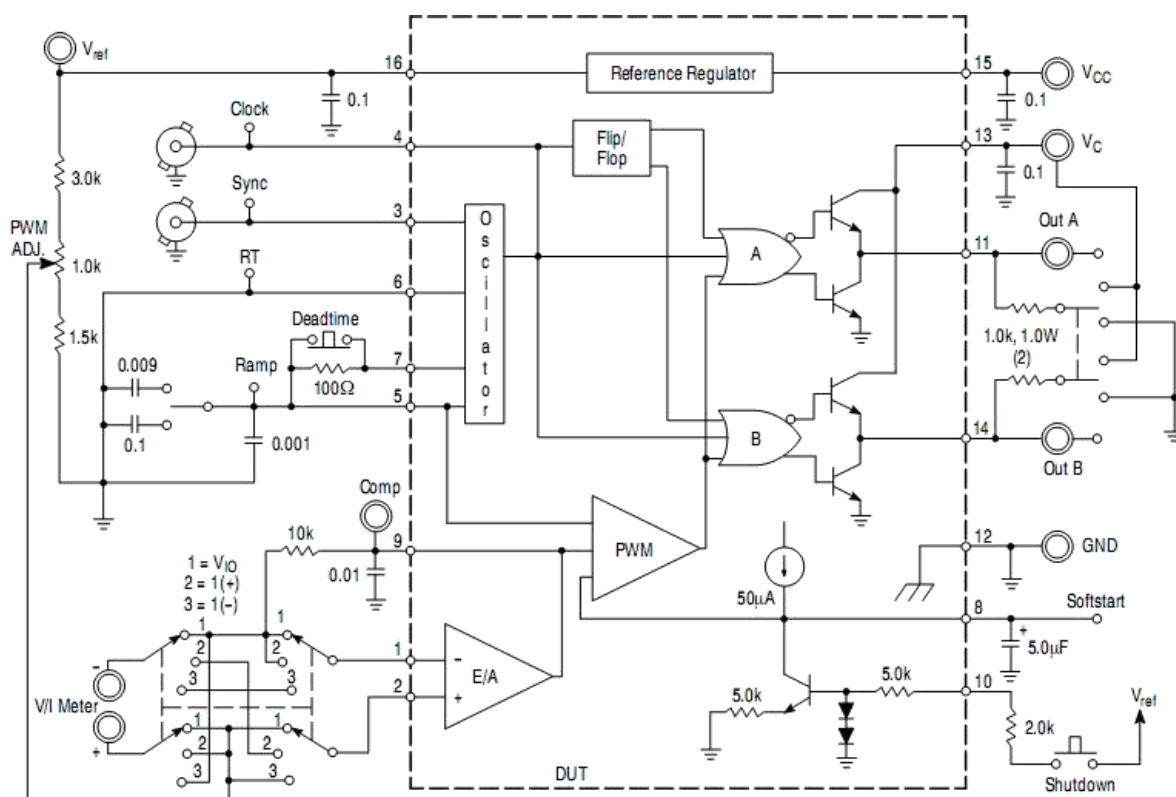 Vref
16
Reference Regulator
15
VCC
0.1
0.1
Clock
4
Flip/
Flop
13
VC
0.1
3.0k
Sync
3
Oscillator
A
11
Out A
PWM
ADJ.
1.0k
RT
6
1.5k
Deadtime
1.0k, 1.0W
(2)
0.009
Ramp
100Ω
7
5
0.1
0.001
B
14
Out B
Comp
10k
9
PWM
12
GND
0.01
1 = VIO
2 = 1(+)
3 = 1(−)
50μA
8
Softstart
+
5.0μF
1
1
2
2
3
3
1
−
E/A
2
+
−
V/I Meter
+
1
1
2
2
3
3
5.0k
5.0k
10
2.0k
Vref
Shutdown
DUT